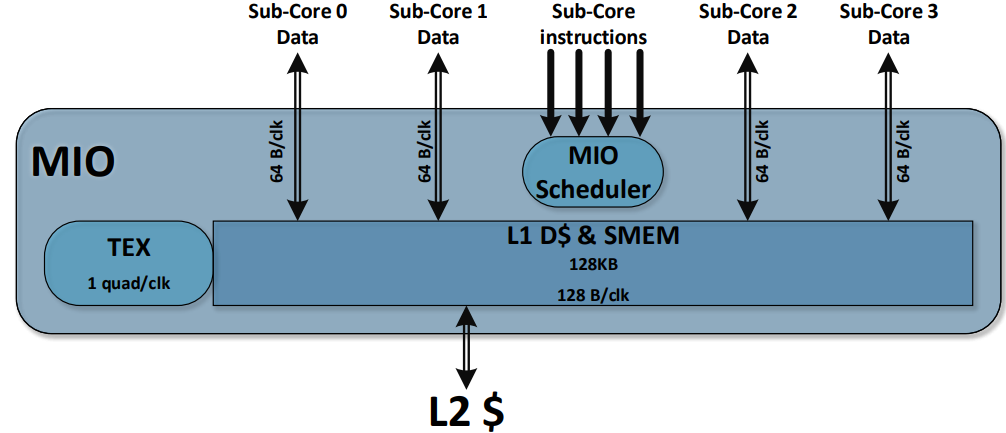 Sub-Core 0
Data
Sub-Core 1
Data
Sub-Core
instructions
Sub-Core 2
Data
Sub-Core 3
Data
64 B/clk
64 B/clk
64 B/clk
64 B/clk
MIO
MIO
Scheduler
TEX
1 quad/clk
L1 D$ & SMEM
128KB
128 B/clk
L2 $